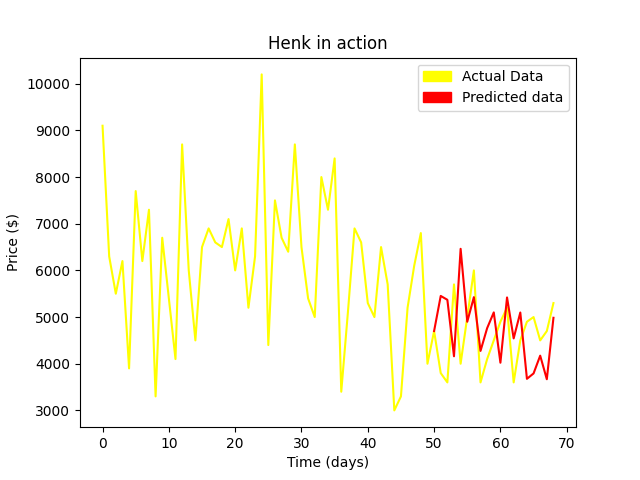 Henk in action
Actual Data
Predicted data
Price ($)
10000
9000
8000
7000
6000
5000
4000
3000
0 10 20 30 40 50 60 70
Time (days)